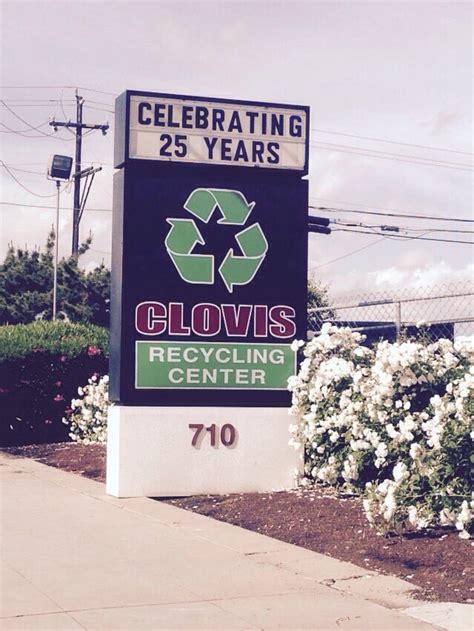 CELEBRATING
25 YEARS
CLOVIS
RECYCLING
CENTER
710